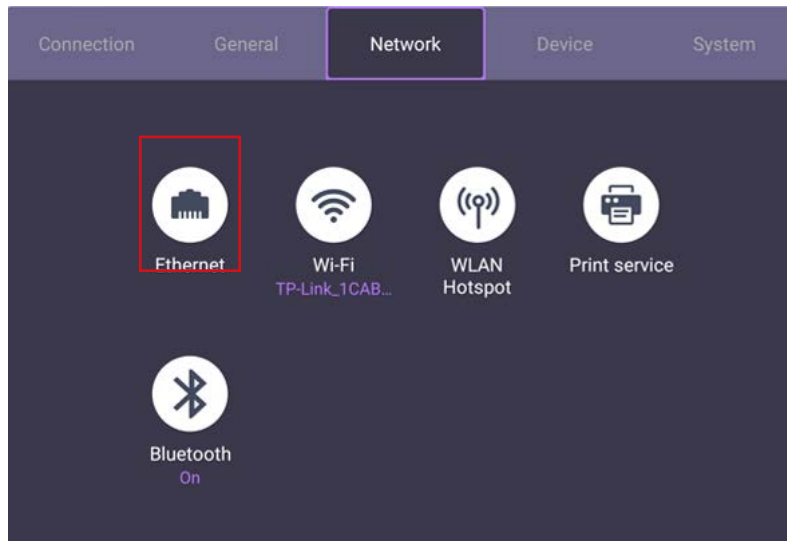 Connection General Network Device System
Ethernet Wi-Fi WLAN Print service
TP-Link_1CAB... Hotspot
Bluetooth
On